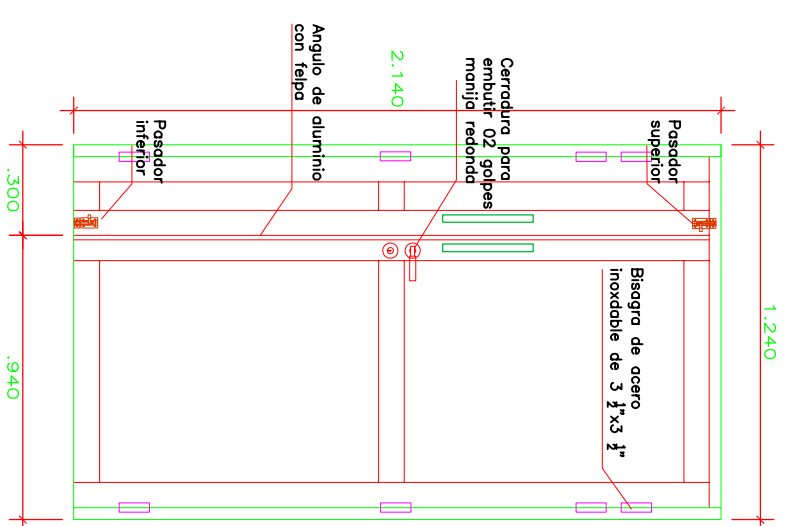 Pasador
superior
Cerradura para
embutir 02 golpes
manija redonda
2.140
Angulo de aluminio
con felpa
Pasador
inferior
.300
1.240
Bisagra de acero
inoxdable de 3 ½"x3 ½"
.940